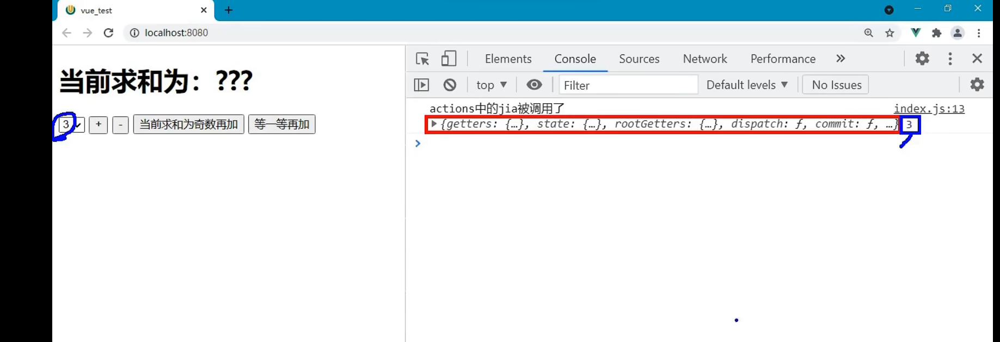 vue_test
localhost:8080
当前求和为：???
3
+
-
当前求和为奇数再加
等一等再加
Elements
Console
Sources
Network
Performance
top
Filter
Default levels
No Issues
actions中的jia被调用了
index.js:13
{getters: {…}, state: {…}, rootGetters: {…}, dispatch: ƒ, commit: ƒ, …} 3